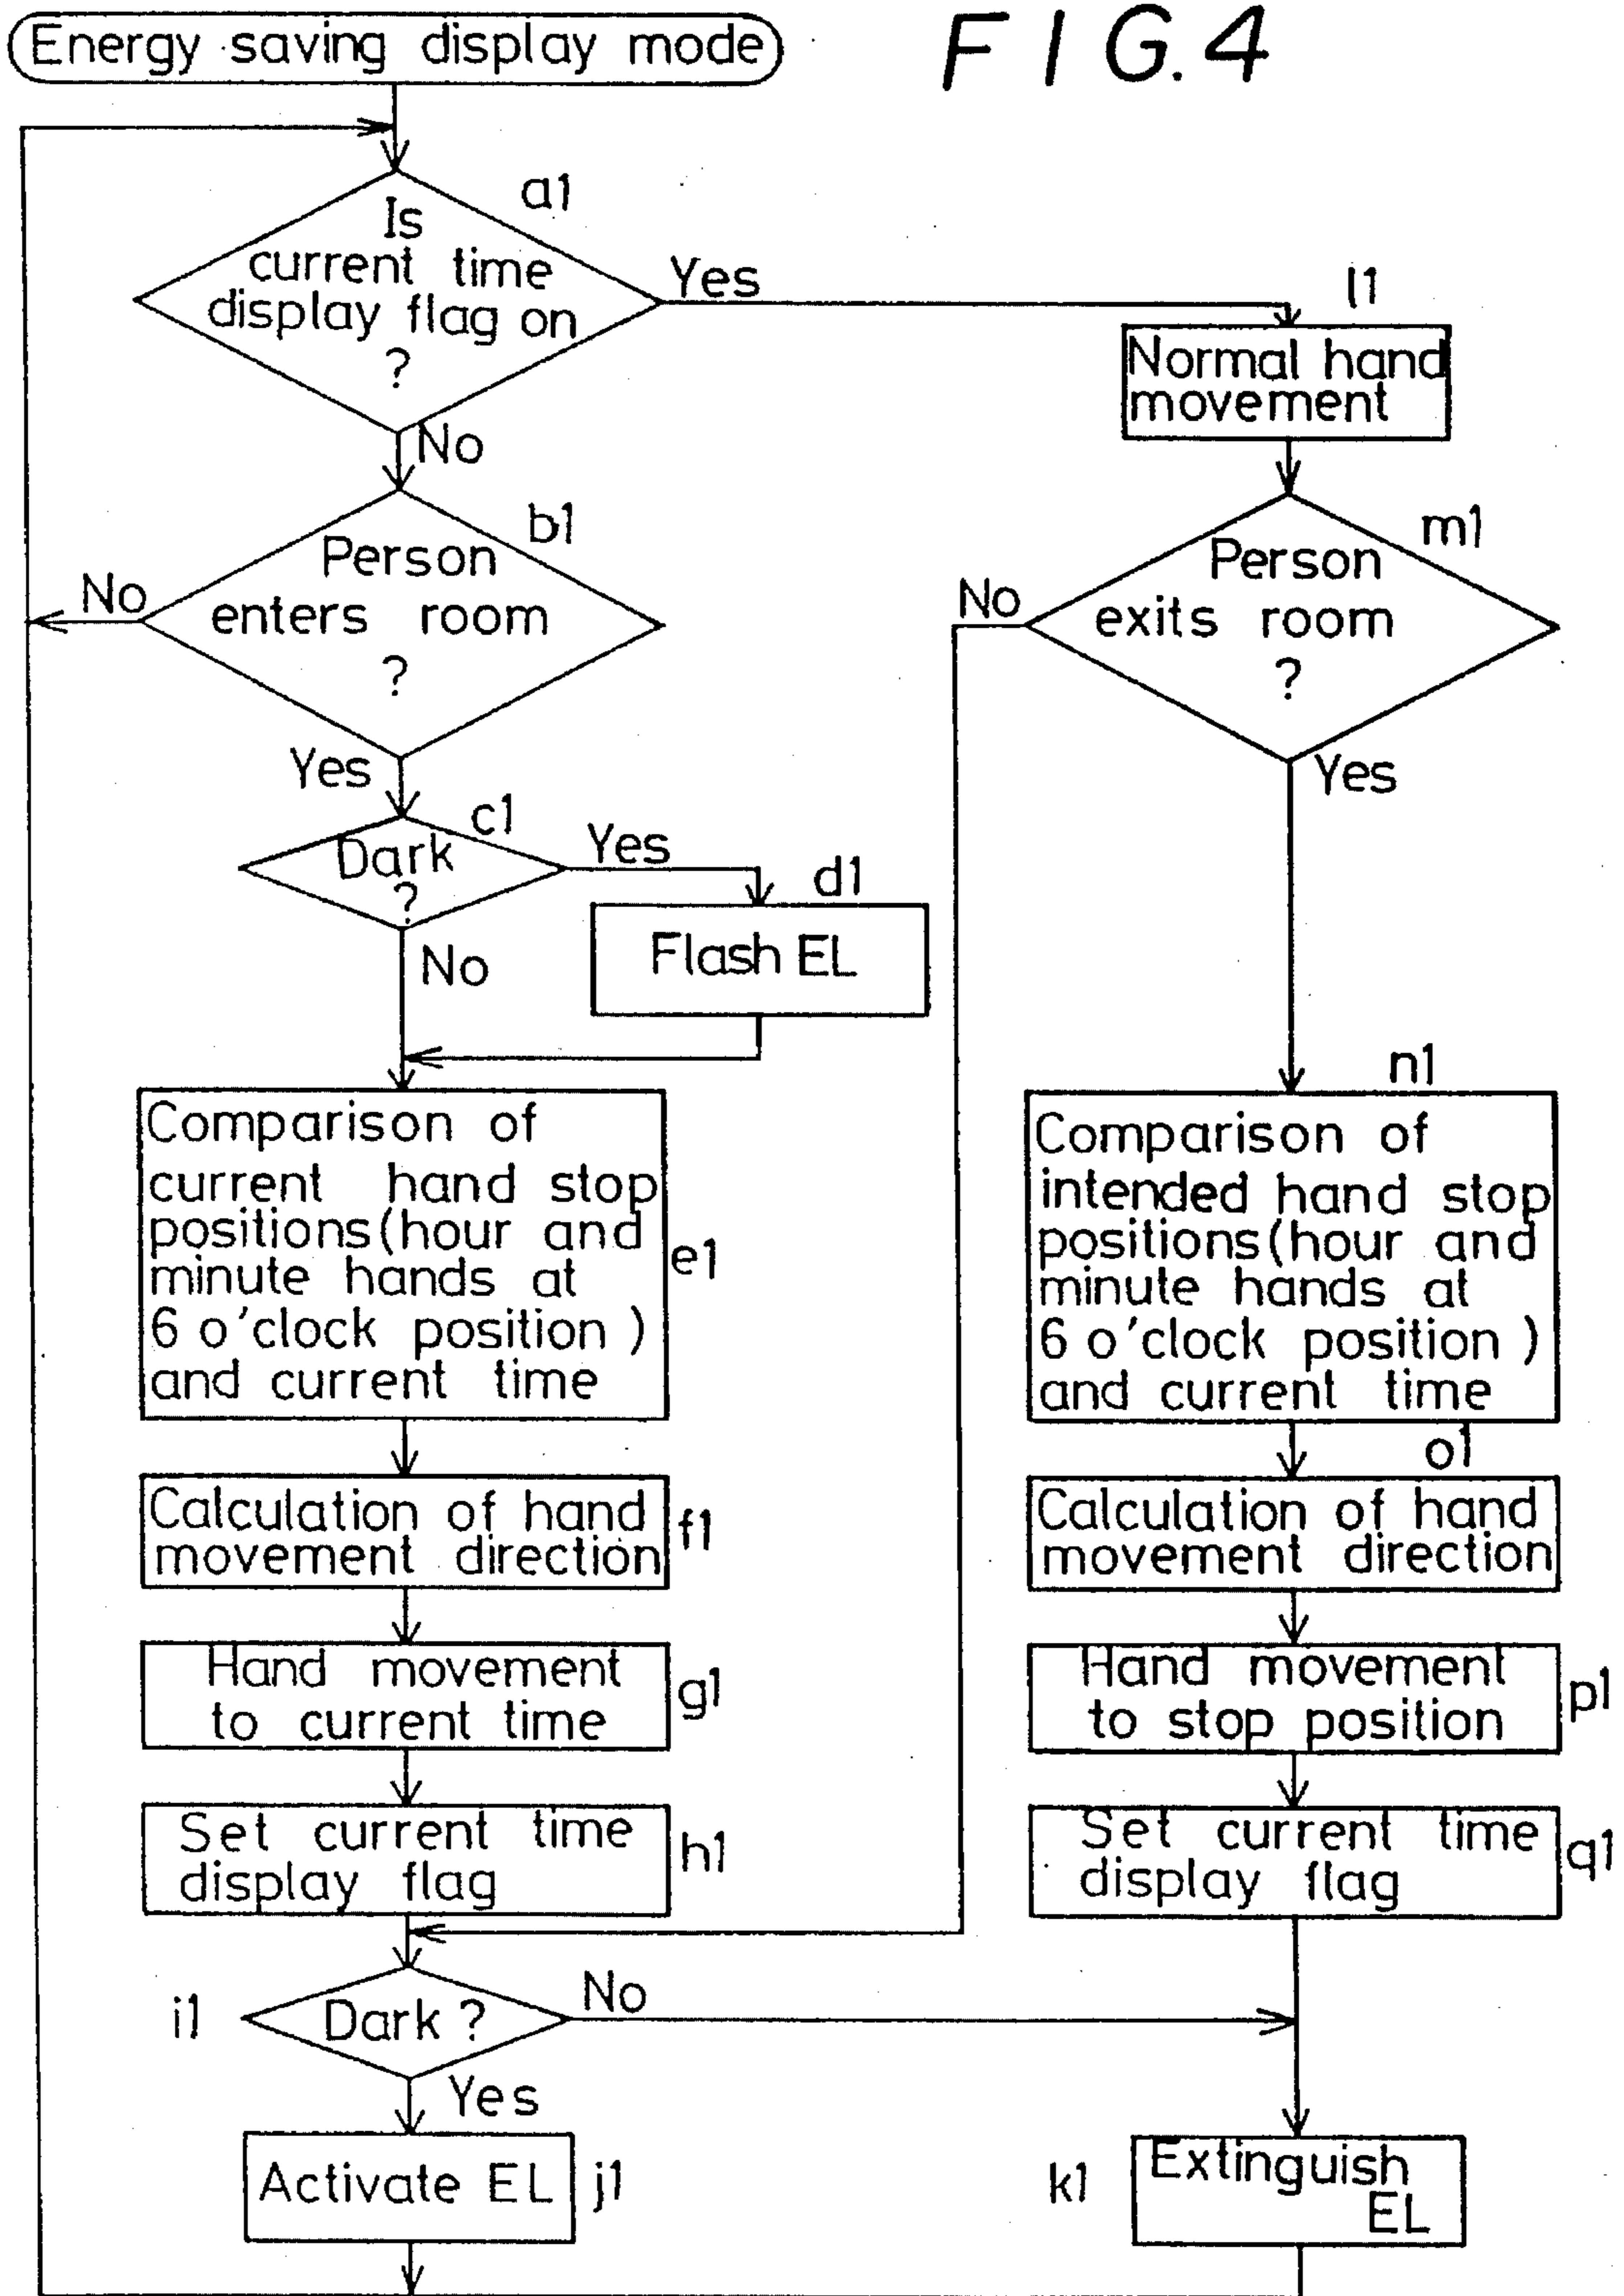 Energy saving display mode
FIG.4
a1
Is
current time
display flag on
?
Yes
No
b1
Person
enters room
?
No
Yes
c1
Dark
?
Yes
No
d1
Flash EL
Comparison of
current hand stop
positions(hour and
minute hands at
6 o'clock position)
and current time
e1
Calculation of hand
movement direction
f1
Hand movement
to current time
g1
Set current time
display flag
h1
i1
Dark ?
No
Yes
Activate EL
j1
l1
Normal hand
movement
m1
Person
exits room
?
No
Yes
n1
Comparison of
intended hand stop
positions(hour and
minute hands at
6 o'clock position)
and current time
o1
Calculation of hand
movement direction
Hand movement
to stop position
p1
Set current time
display flag
q1
k1
Extinguish
EL